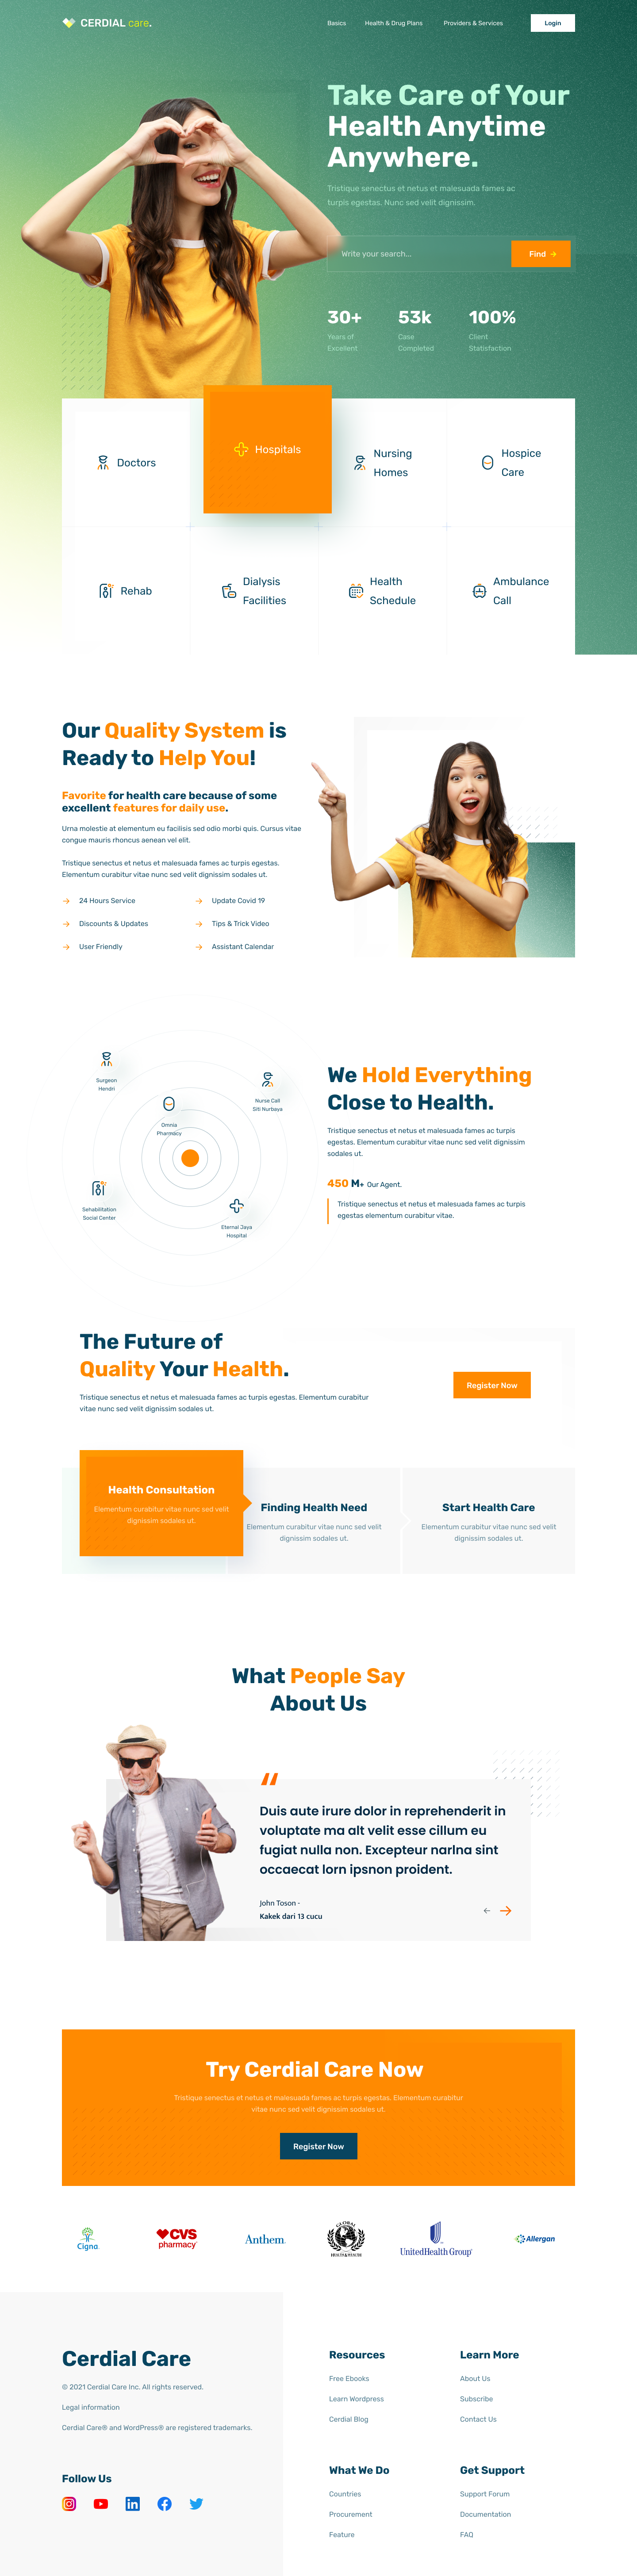 CERDIAL care.
Basics
Health & Drug Plans
Providers & Services
Login
Take Care of Your
Health Anytime
Anywhere.
Tristique senectus et netus et malesuada fames ac
turpis egestas. Nunc sed velit dignissim.
Write your search...
Find
30+
Years of
Excellent
53k
Case
Completed
100%
Client
Statisfaction
Doctors
Hospitals
Nursing
Homes
Hospice
Care
Rehab
Dialysis
Facilities
Health
Schedule
Ambulance
Call
Our Quality System is
Ready to Help You!
Favorite for health care because of some
excellent features for daily use.
Urna molestie at elementum eu facilisis sed odio morbi quis. Cursus vitae
congue mauris rhoncus aenean vel elit.
Tristique senectus et netus et malesuada fames ac turpis egestas.
Elementum curabitur vitae nunc sed velit dignissim sodales ut.
24 Hours Service
Update Covid 19
Discounts & Updates
Tips & Trick Video
User Friendly
Assistant Calendar
Surgeon
Hendri
Nurse Call
Siti Nurbaya
Omnia
Pharmacy
Sehabilitation
Social Center
Eternal Jaya
Hospital
We Hold Everything
Close to Health.
Tristique senectus et netus et malesuada fames ac turpis
egestas. Elementum curabitur vitae nunc sed velit dignissim
sodales ut.
450 M+ Our Agent.
Tristique senectus et netus et malesuada fames ac turpis
egestas elementum curabitur vitae.
The Future of
Quality Your Health.
Tristique senectus et netus et malesuada fames ac turpis egestas. Elementum curabitur
vitae nunc sed velit dignissim sodales ut.
Register Now
Health Consultation
Elementum curabitur vitae nunc sed velit
dignissim sodales ut.
Finding Health Need
Elementum curabitur vitae nunc sed velit
dignissim sodales ut.
Start Health Care
Elementum curabitur vitae nunc sed velit
dignissim sodales ut.
What People Say
About Us
Duis aute irure dolor in reprehenderit in
voluptate ma alt velit esse cillum eu
fugiat nulla non. Excepteur narlna sint
occaecat lorn ipsnon proident.
John Toson -
Kakek dari 13 cucu
Try Cerdial Care Now
Tristique senectus et netus et malesuada fames ac turpis egestas. Elementum curabitur
vitae nunc sed velit dignissim sodales ut.
Register Now
Cigna
CVS
pharmacy
Anthem
GLOBAL
HEALTH & WEALTH
UnitedHealth Group
Allergan
Cerdial Care
© 2021 Cerdial Care Inc. All rights reserved.
Legal information
Cerdial Care® and WordPress® are registered trademarks.
Follow Us
Resources
Free Ebooks
Learn Wordpress
Cerdial Blog
Learn More
About Us
Subscribe
Contact Us
What We Do
Countries
Procurement
Feature
Get Support
Support Forum
Documentation
FAQ